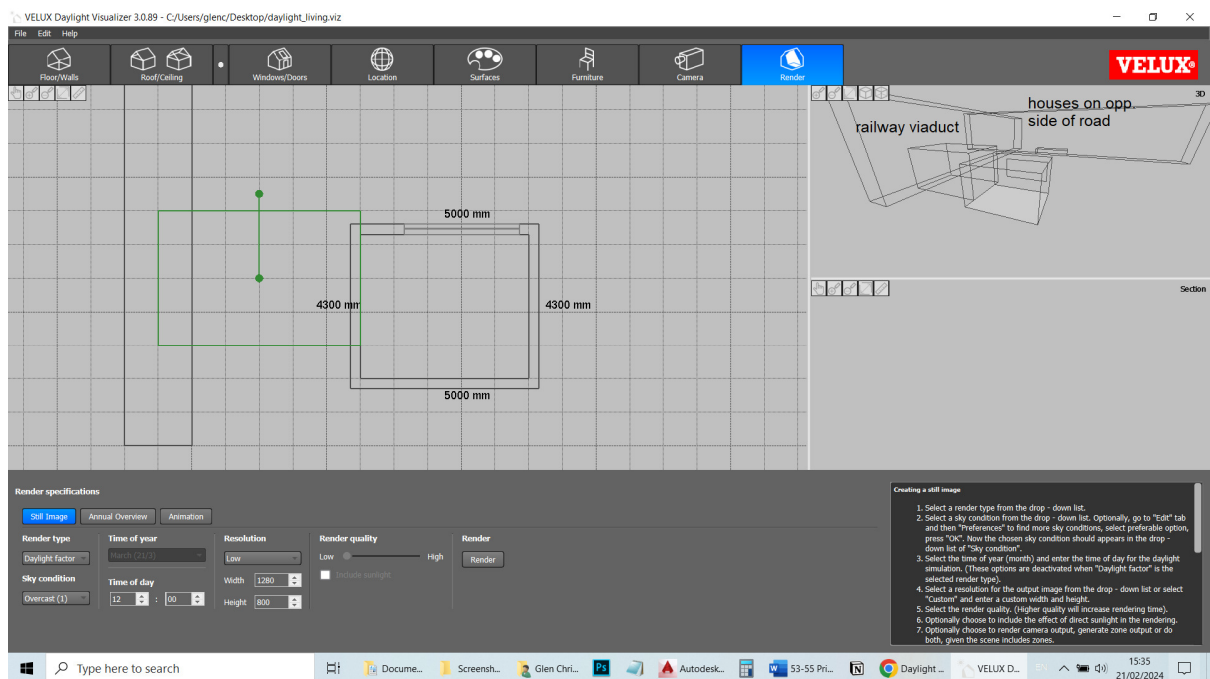 VELUX Daylight Visualizer 3.0.89 - C:/Users/glenc/Desktop/daylight_living.viz
File Edit Help
Floor/Walls
Roof/Ceiling
Windows/Doors
Location
Surfaces
Furniture
Camera
Render
VELUX®
5000 mm
4300 mm
4300 mm
5000 mm
3D
houses on opp.
side of road
railway viaduct
Section
Render specifications
Still Image
Annual Overview
Animation
Render type
Daylight factor
Sky condition
Overcast (1)
Time of year
March (21/3)
Time of day
12 : 00
Resolution
Low
Width 1280
Height 800
Render quality
Low High
Include sunlight
Render
Render
Creating a still image
1. Select a render type from the drop - down list.
2. Select a sky condition from the drop - down list. Optionally, go to "Edit" tab
and then "Preferences" to find more sky conditions, select preferable option,
press "OK". Now the chosen sky condition should appears in the drop -
down list of "Sky condition".
3. Select the time of year (month) and enter the time of day for the daylight
simulation. (These options are deactivated when "Daylight factor" is the
selected render type).
4. Select a resolution for the output image from the drop - down list or select
"Custom" and enter a custom width and height.
5. Select the render quality. (Higher quality will increase rendering time).
6. Optionally choose to include the effect of direct sunlight in the rendering.
7. Optionally choose to render camera output, generate zone output or do
both, given the scene includes zones.
Type here to search
Docume...
Screensh...
Glen Chri...
Ps
Autodesk...
53-55 Pri...
Daylight ...
VELUX D...
EN
15:35
21/02/2024